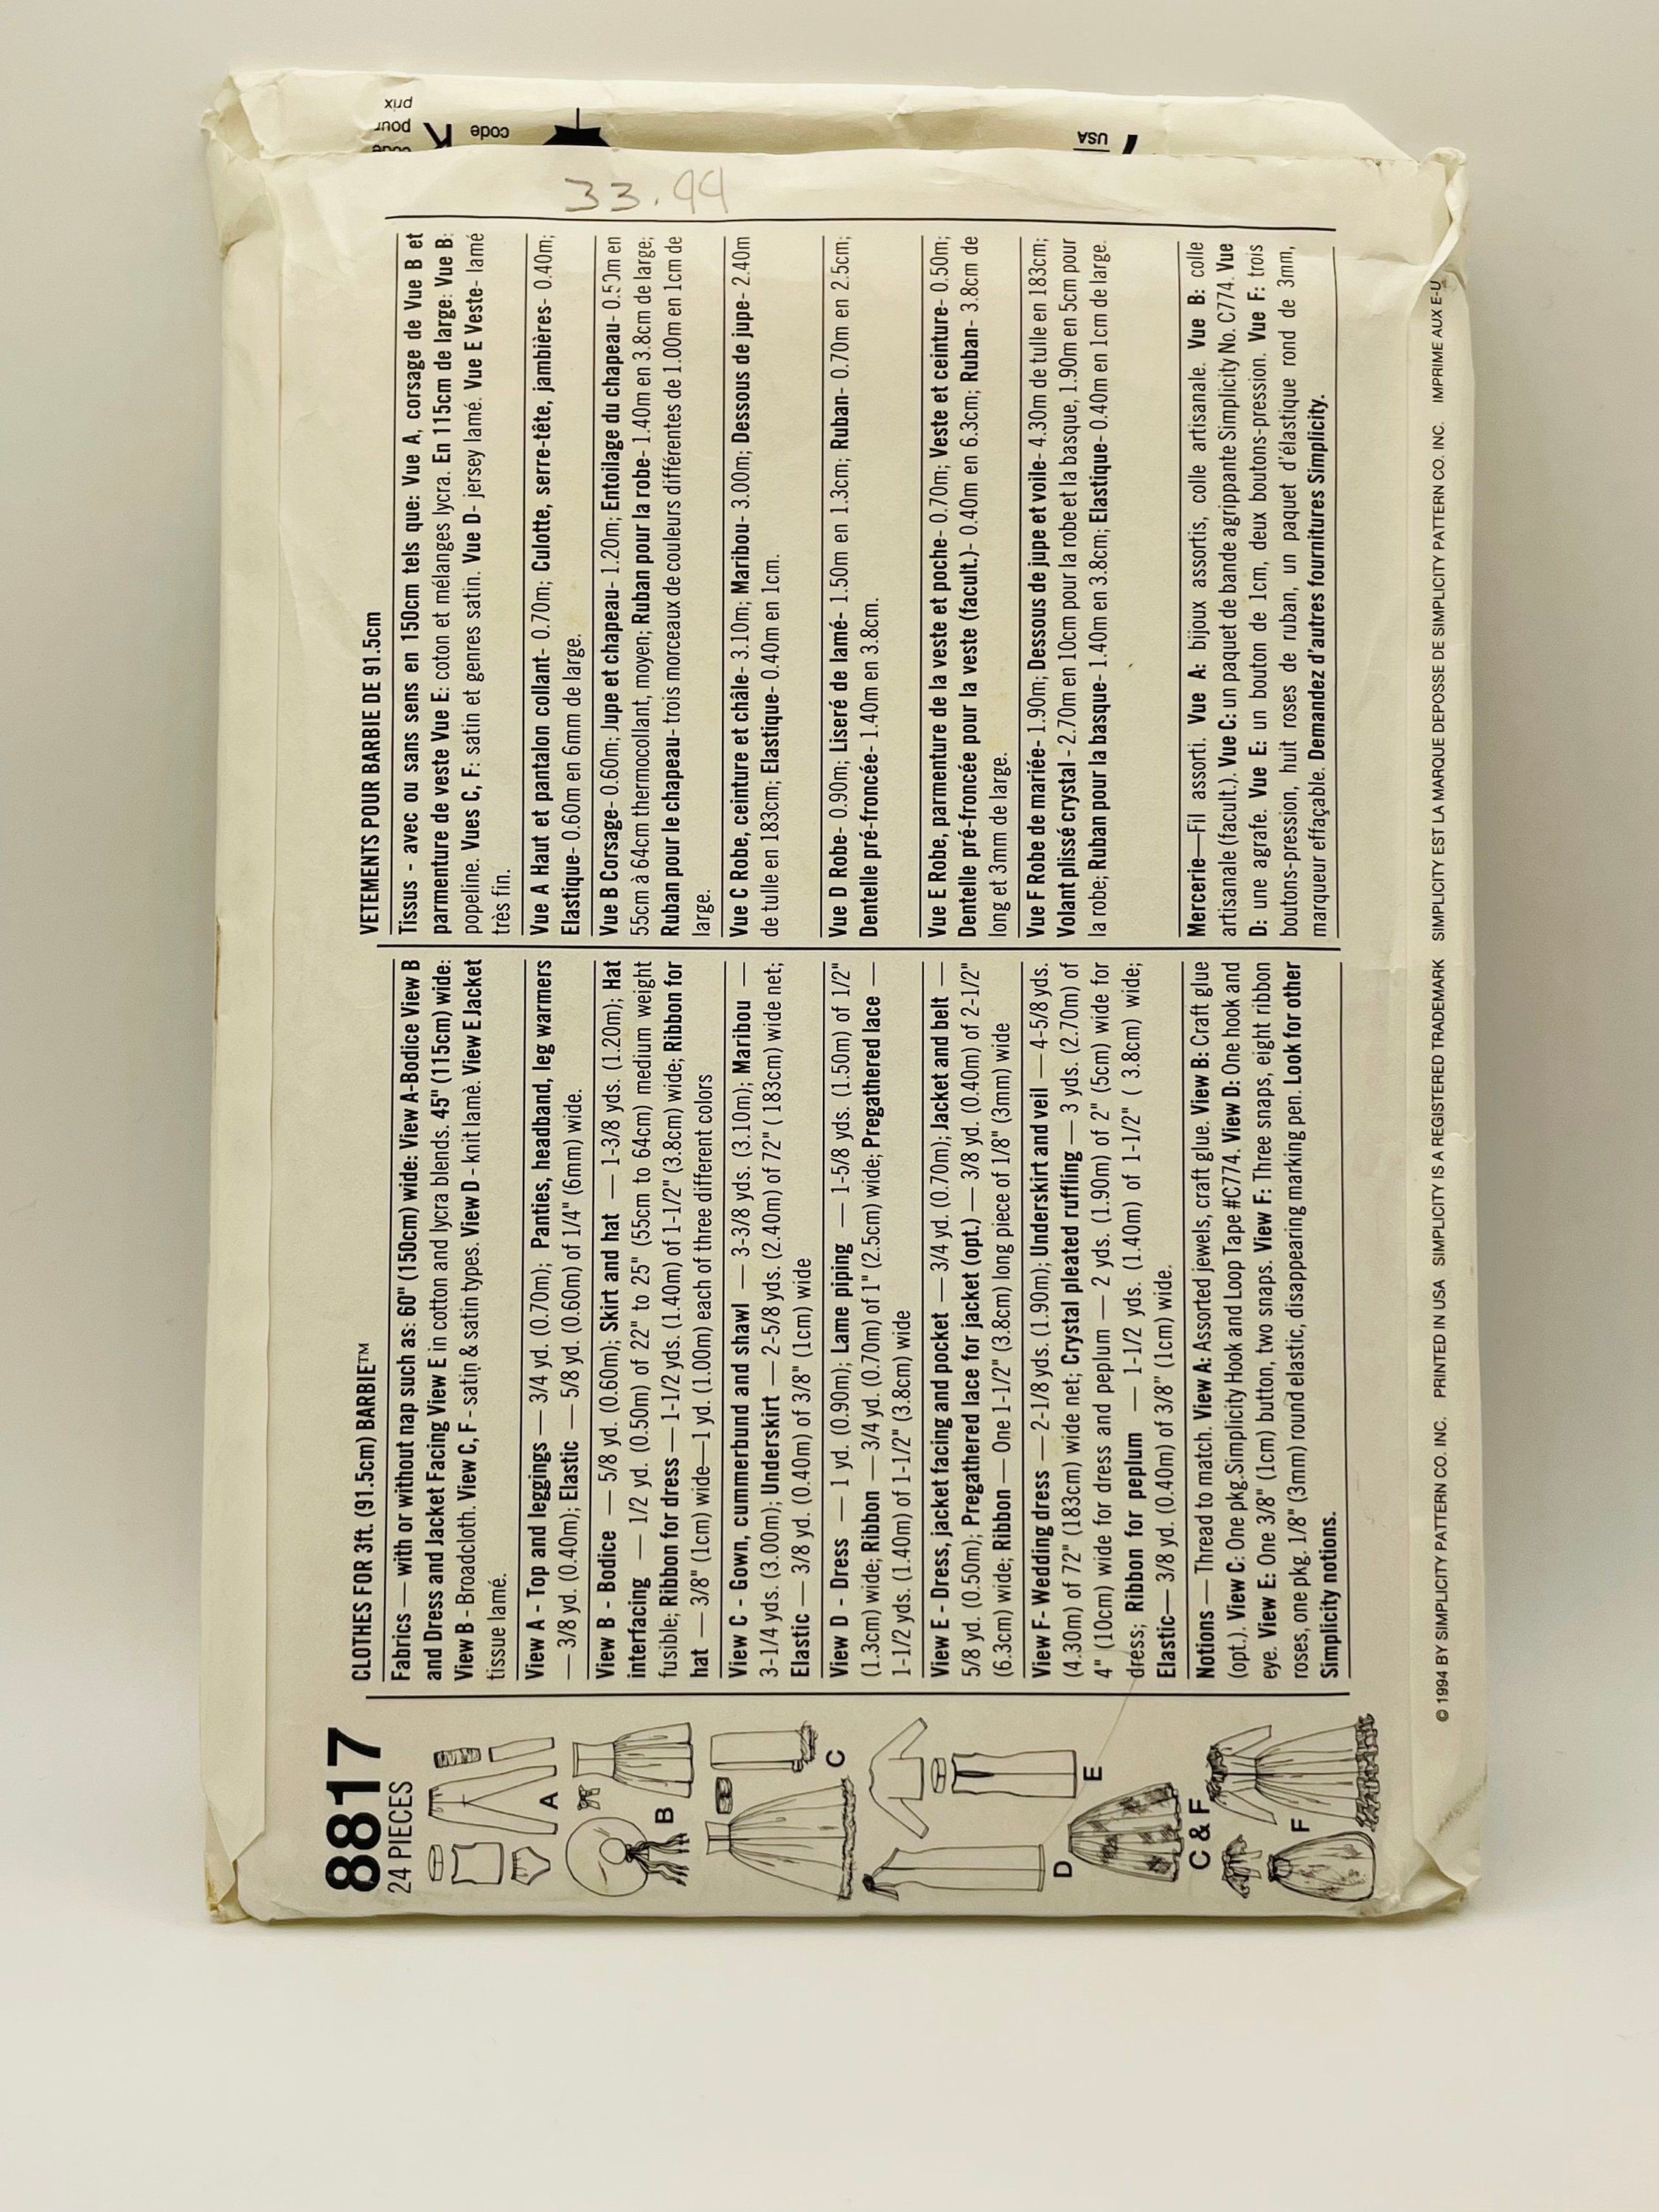 8817
24 PIECES
A
B
C
D
E
C & F
F
CLOTHES FOR 3ft. (91.5cm) BARBIE™
Fabrics — with or without nap such as: 60" (150cm) wide: View A-Bodice View B
and Dress and Jacket Facing View E in cotton and lycra blends. 45" (115cm) wide:
View B - Broadcloth. View C, F - satin & satin types. View D - knit lamè. View E Jacket
tissue lamé.
View A - Top and leggings — 3/4 yd. (0.70m); Panties, headband, leg warmers
— 3/8 yd. (0.40m); Elastic — 5/8 yd. (0.60m) of 1/4" (6mm) wide.
View B - Bodice — 5/8 yd. (0.60m); Skirt and hat — 1-3/8 yds. (1.20m); Hat
interfacing — 1/2 yd. (0.50m) of 22" to 25" (55cm to 64cm) medium weight
fusible; Ribbon for dress — 1-1/2 yds. (1.40m) of 1-1/2" (3.8cm) wide; Ribbon for
hat — 3/8" (1cm) wide—1 yd. (1.00m) each of three different colors
View C - Gown, cummerbund and shawl — 3-3/8 yds. (3.10m); Maribou —
3-1/4 yds. (3.00m); Underskirt — 2-5/8 yds. (2.40m) of 72" ( 183cm) wide net;
Elastic — 3/8 yd. (0.40m) of 3/8" (1cm) wide
View D - Dress — 1 yd. (0.90m); Lame piping — 1-5/8 yds. (1.50m) of 1/2"
(1.3cm) wide; Ribbon — 3/4 yd. (0.70m) of 1" (2.5cm) wide; Pregathered lace —
1-1/2 yds. (1.40m) of 1-1/2" (3.8cm) wide
View E - Dress, jacket facing and pocket — 3/4 yd. (0.70m); Jacket and belt —
5/8 yd. (0.50m); Pregathered lace for jacket (opt.) — 3/8 yd. (0.40m) of 2-1/2"
(6.3cm) wide; Ribbon — One 1-1/2" (3.8cm) long piece of 1/8" (3mm) wide
View F- Wedding dress — 2-1/8 yds. (1.90m); Underskirt and veil — 4-5/8 yds.
(4.30m) of 72" (183cm) wide net; Crystal pleated ruffling — 3 yds. (2.70m) of
4" (10cm) wide for dress and peplum — 2 yds. (1.90m) of 2" (5cm) wide for
dress; Ribbon for peplum — 1-1/2 yds. (1.40m) of 1-1/2" ( 3.8cm) wide;
Elastic— 3/8 yd. (0.40m) of 3/8" (1cm) wide.
Notions — Thread to match. View A: Assorted jewels, craft glue. View B: Craft glue
(opt.). View C: One pkg.Simplicity Hook and Loop Tape #C774. View D: One hook and
eye. View E: One 3/8" (1cm) button, two snaps. View F: Three snaps, eight ribbon
roses, one pkg. 1/8" (3mm) round elastic, disappearing marking pen. Look for other
Simplicity notions.
VETEMENTS POUR BARBIE DE 91.5cm
Tissus - avec ou sans sens en 150cm tels que: Vue A, corsage de Vue B et
parmenture de veste Vue E: coton et mélanges lycra. En 115cm de large: Vue B:
popeline. Vues C, F: satin et genres satin. Vue D- jersey lamé. Vue E Veste- lamé
très fin.
Vue A Haut et pantalon collant- 0.70m; Culotte, serre-tête, jambières- 0.40m;
Elastique- 0.60m en 6mm de large.
Vue B Corsage- 0.60m; Jupe et chapeau- 1.20m; Entoilage du chapeau- 0.50m en
55cm à 64cm thermocollant, moyen; Ruban pour la robe- 1.40m en 3.8cm de large;
Ruban pour le chapeau- trois morceaux de couleurs différentes de 1.00m en 1cm de
large.
Vue C Robe, ceinture et châle- 3.10m; Maribou- 3.00m; Dessous de jupe- 2.40m
de tulle en 183cm; Elastique- 0.40m en 1cm.
Vue D Robe- 0.90m; Liseré de lamé- 1.50m en 1.3cm; Ruban- 0.70m en 2.5cm;
Dentelle pré-froncée- 1.40m en 3.8cm.
Vue E Robe, parmenture de la veste et poche- 0.70m; Veste et ceinture- 0.50m;
Dentelle pré-froncée pour la veste (facult.)- 0.40m en 6.3cm; Ruban- 3.8cm de
long et 3mm de large.
Vue F Robe de mariée- 1.90m; Dessous de jupe et voile- 4.30m de tulle en 183cm;
Volant plissé crystal - 2.70m en 10cm pour la robe et la basque, 1.90m en 5cm pour
la robe; Ruban pour la basque- 1.40m en 3.8cm; Elastique- 0.40m en 1cm de large.
Mercerie—Fil assorti. Vue A: bijoux assortis, colle artisanale. Vue B: colle
artisanale (facult.). Vue C: un paquet de bande agrippante Simplicity No. C774. Vue
D: une agrafe. Vue E: un bouton de 1cm, deux boutons-pression. Vue F: trois
boutons-pression, huit roses de ruban, un paquet d'élastique rond de 3mm,
marqueur effaçable. Demandez d'autres fournitures Simplicity.
© 1994 BY SIMPLICITY PATTERN CO. INC. PRINTED IN USA SIMPLICITY IS A REGISTERED TRADEMARK SIMPLICITY EST LA MARQUE DEPOSSE DE SIMPLICITY PATTERN CO. INC. IMPRIME AUX E-U
33.99
prix
pour
code
code
K
USA